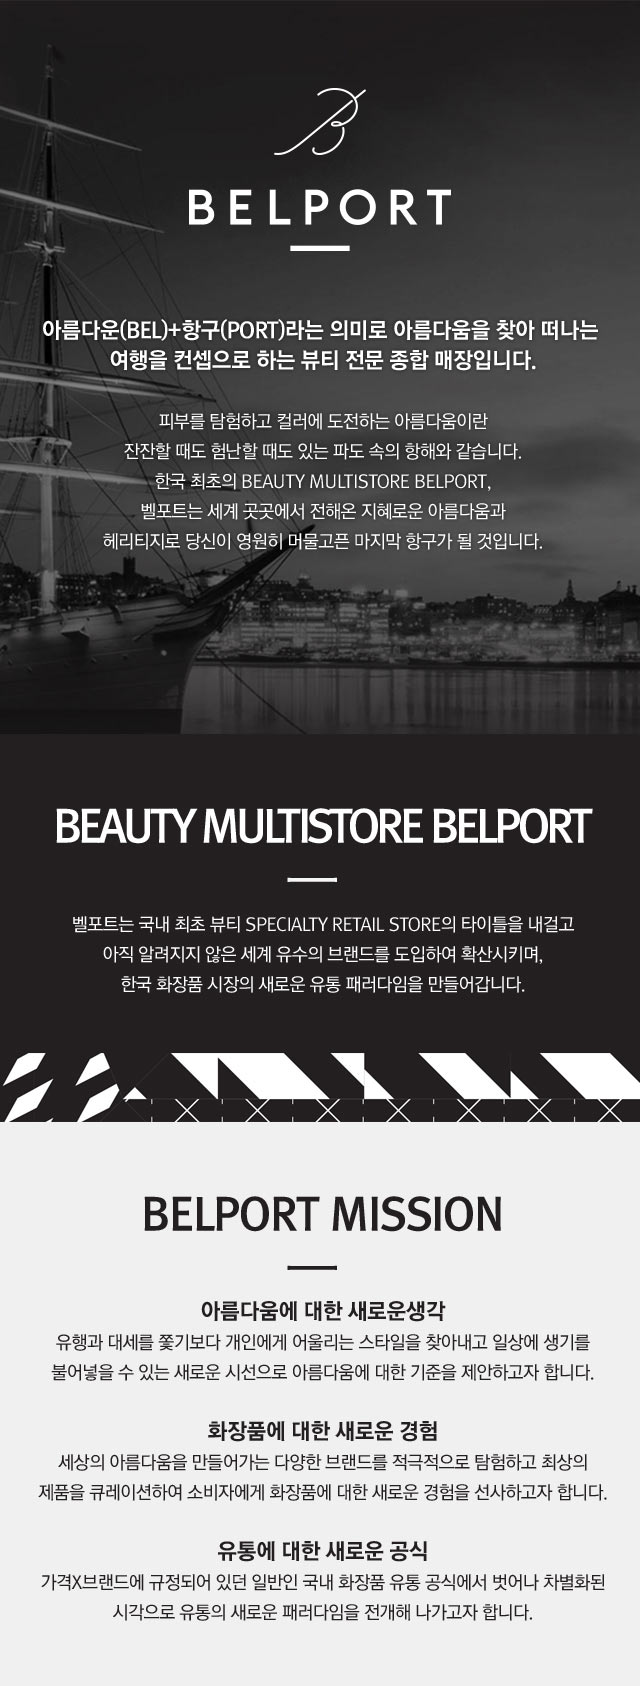 B
BELPORT
아름다운(BEL)+항구(PORT)라는 의미로 아름다움을 찾아 떠나는
여행을 컨셉으로 하는 뷰티 전문 종합 매장입니다.
피부를 탐험하고 컬러에 도전하는 아름다움이란
잔잔할 때도 험난할 때도 있는 파도 속의 항해와 같습니다.
한국 최초의 BEAUTY MULTISTORE BELPORT,
벨포트는 세계 곳곳에서 전해온 지혜로운 아름다움과
헤리티지로 당신이 영원히 머물고픈 마지막 항구가 될 것입니다.
BEAUTY MULTISTORE BELPORT
벨포트는 국내 최초 뷰티 SPECIALTY RETAIL STORE의 타이틀을 내걸고
아직 알려지지 않은 세계 유수의 브랜드를 도입하여 확산시키며,
한국 화장품 시장의 새로운 유통 패러다임을 만들어갑니다.
BELPORT MISSION
아름다움에 대한 새로운생각
유행과 대세를 쫓기보다 개인에게 어울리는 스타일을 찾아내고 일상에 생기를
불어넣을 수 있는 새로운 시선으로 아름다움에 대한 기준을 제안하고자 합니다.
화장품에 대한 새로운 경험
세상의 아름다움을 만들어가는 다양한 브랜드를 적극적으로 탐험하고 최상의
제품을 큐레이션하여 소비자에게 화장품에 대한 새로운 경험을 선사하고자 합니다.
유통에 대한 새로운 공식
가격X브랜드에 규정되어 있던 일반인 국내 화장품 유통 공식에서 벗어나 차별화된
시각으로 유통의 새로운 패러다임을 전개해 나가고자 합니다.